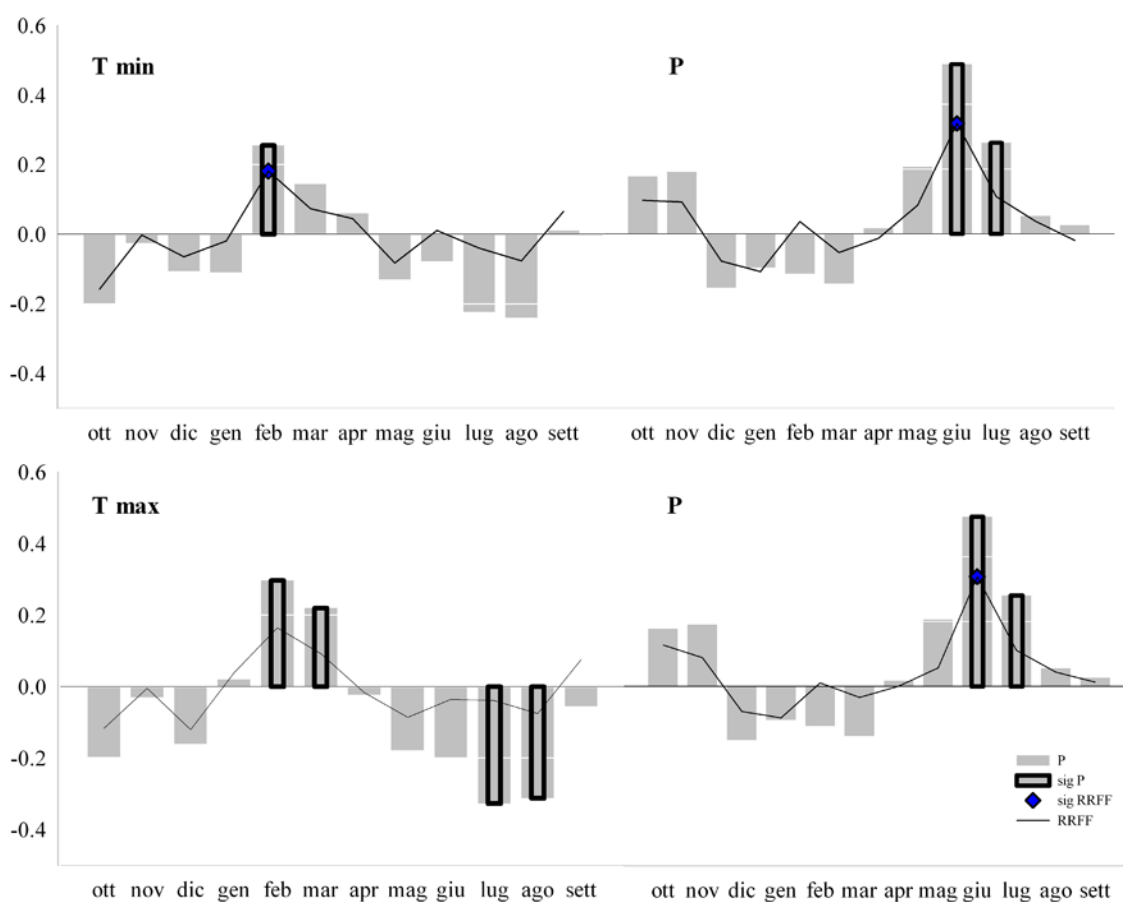 0.6
T min
P
0.4
0.2
0.0
-0.2
-0.4
ott nov dic gen feb mar apr mag giu lug ago sett
ott nov dic gen feb mar apr mag giu lug ago sett
0.6
T max
P
0.4
0.2
0.0
-0.2
-0.4
P
sig P
sig RRFF
RRFF
ott nov dic gen feb mar apr mag giu lug ago sett
ott nov dic gen feb mar apr mag giu lug ago sett